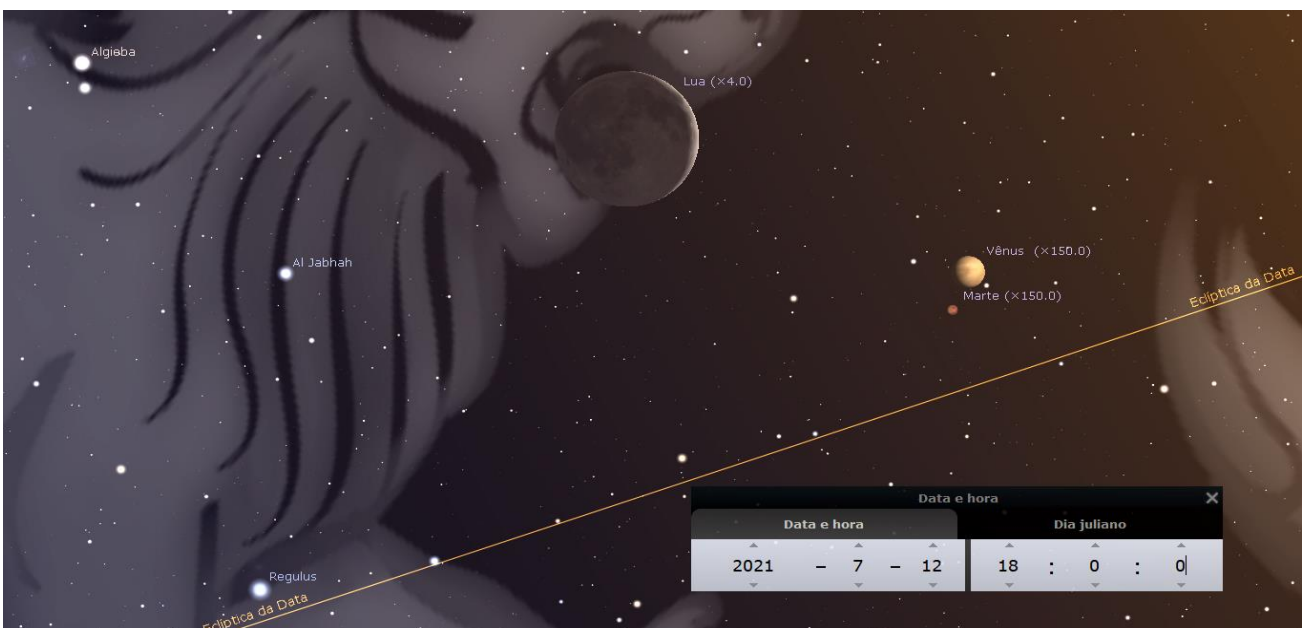 Algieba
Lua (×4.0)
Vênus (×150.0)
Al Jabhah
Marte (×150.0)
Eclíptica da Data
Data e hora ×
Data e hora Dia juliano
2021 – 7 – 12 18 : 0 : 0
Regulus
Eclíptica da Data